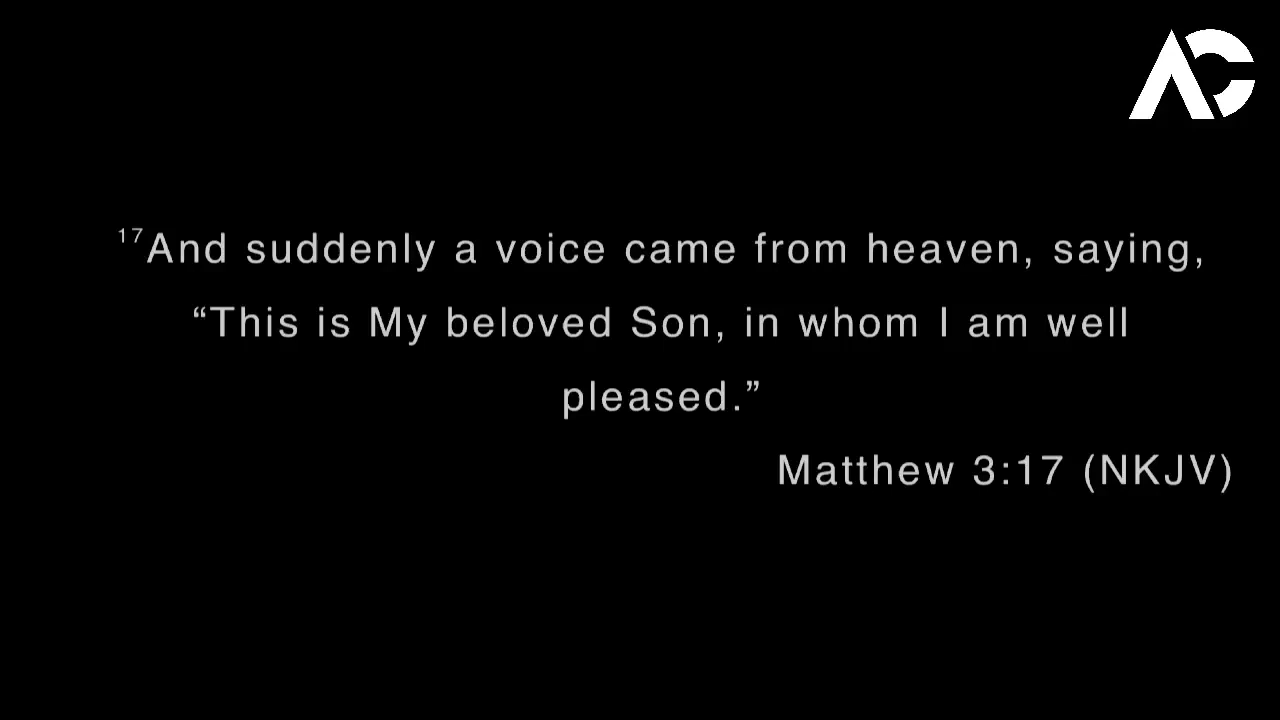 AC
¹⁷And suddenly a voice came from heaven, saying,
“This is My beloved Son, in whom I am well
pleased.”
Matthew 3:17 (NKJV)